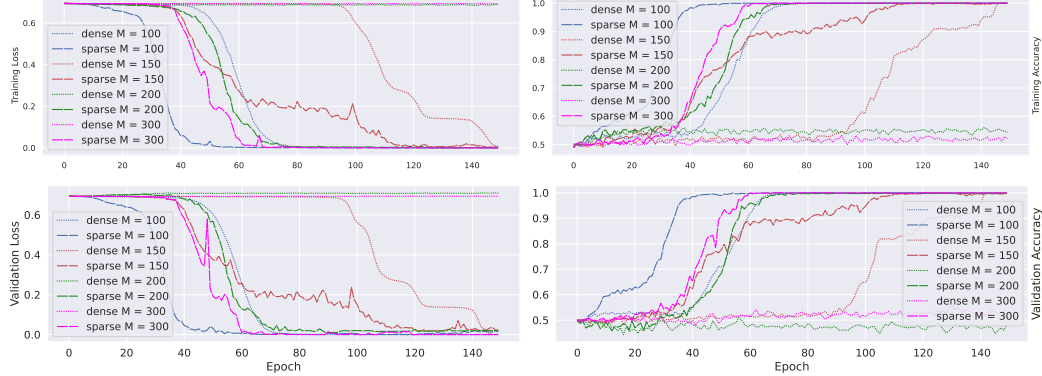 Training Loss
0.6
0.4
0.2
0.0
dense M = 100
sparse M = 100
dense M = 150
sparse M = 150
dense M = 200
sparse M = 200
dense M = 300
sparse M = 300
0 20 40 60 80 100 120 140
1.0
0.9
0.8
0.7
0.6
0.5
dense M = 100
sparse M = 100
dense M = 150
sparse M = 150
dense M = 200
sparse M = 200
dense M = 300
sparse M = 300
0 20 40 60 80 100 120 140
Training Accuracy
Validation Loss
0.6
0.4
0.2
0.0
dense M = 100
sparse M = 100
dense M = 150
sparse M = 150
dense M = 200
sparse M = 200
dense M = 300
sparse M = 300
0 20 40 60 80 100 120 140
Epoch
1.0
0.9
0.8
0.7
0.6
0.5
dense M = 100
sparse M = 100
dense M = 150
sparse M = 150
dense M = 200
sparse M = 200
dense M = 300
sparse M = 300
0 20 40 60 80 100 120 140
Epoch
Validation Accuracy